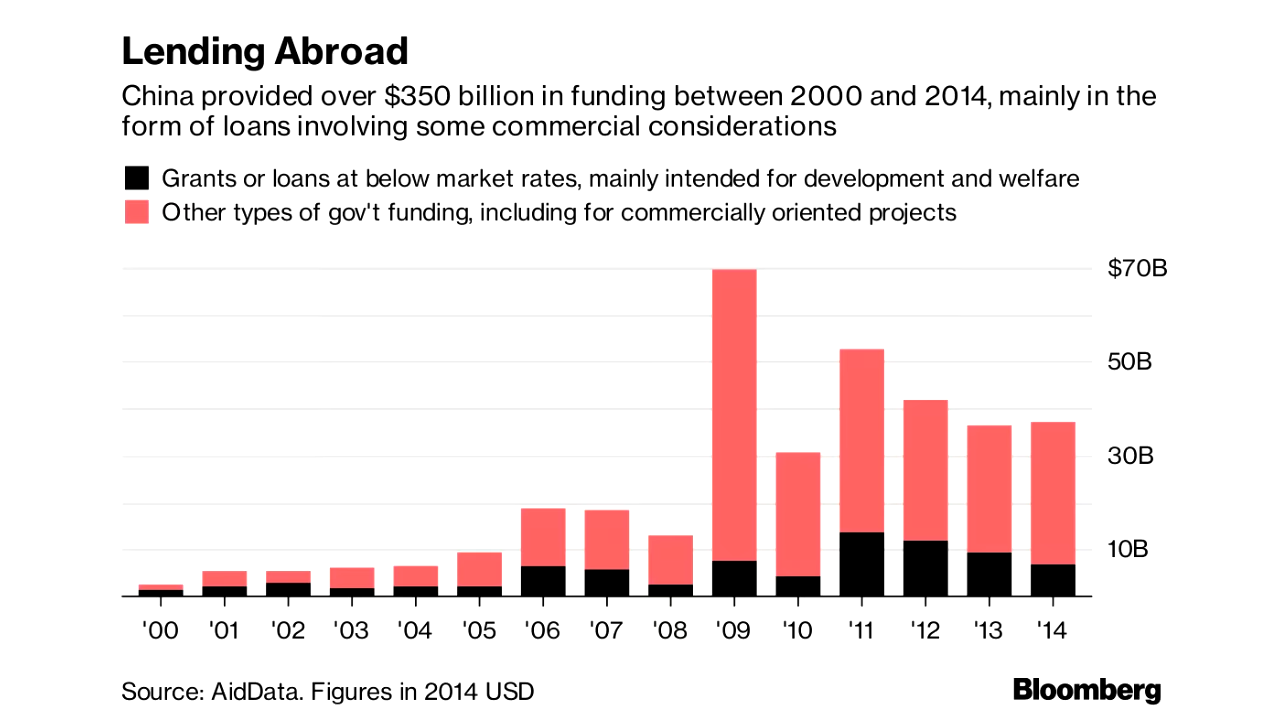 Lending Abroad
China provided over $350 billion in funding between 2000 and 2014, mainly in the
form of loans involving some commercial considerations
Grants or loans at below market rates, mainly intended for development and welfare
Other types of gov't funding, including for commercially oriented projects
$70B
50B
30B
10B
'00 '01 '02 '03 '04 '05 '06 '07 '08 '09 '10 '11 '12 '13 '14
Source: AidData. Figures in 2014 USD
Bloomberg